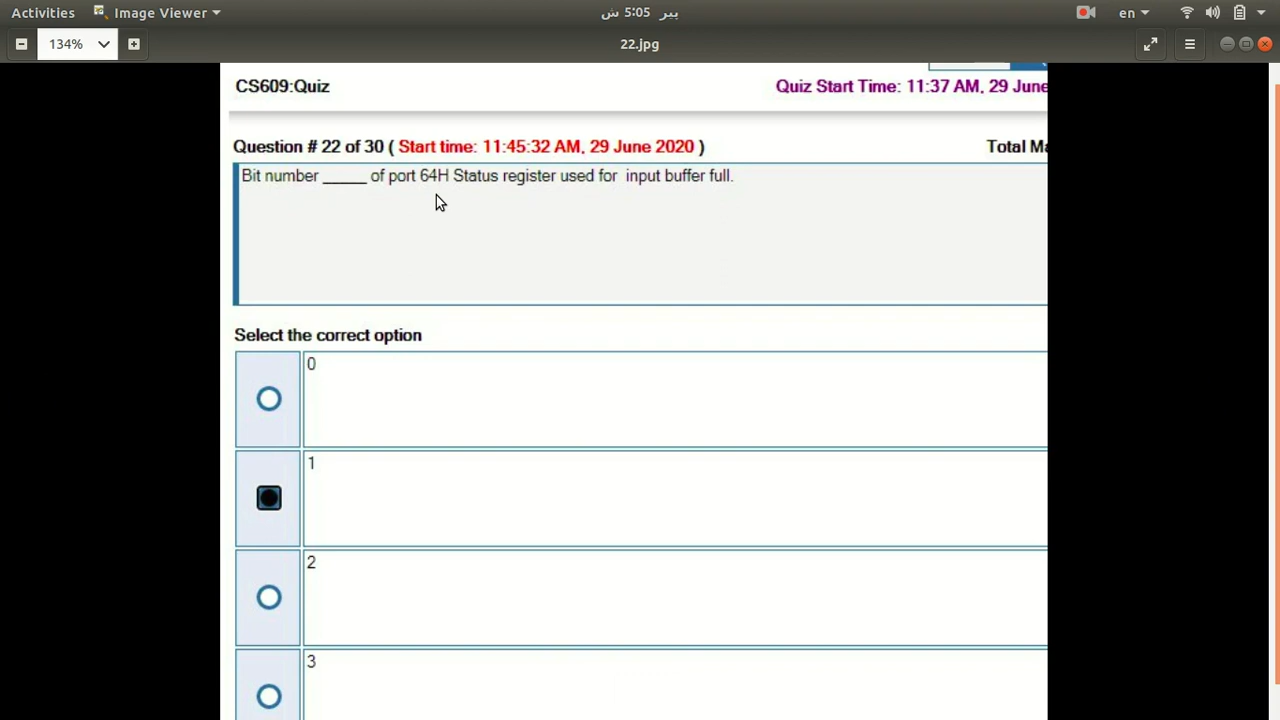 Activities Image Viewer پیر 5:05 ش en
134% 22.jpg
CS609:Quiz Quiz Start Time: 11:37 AM, 29 June
Question # 22 of 30 ( Start time: 11:45:32 AM, 29 June 2020 ) Total Ma
Bit number _____ of port 64H Status register used for input buffer full.
Select the correct option
0
1
2
3